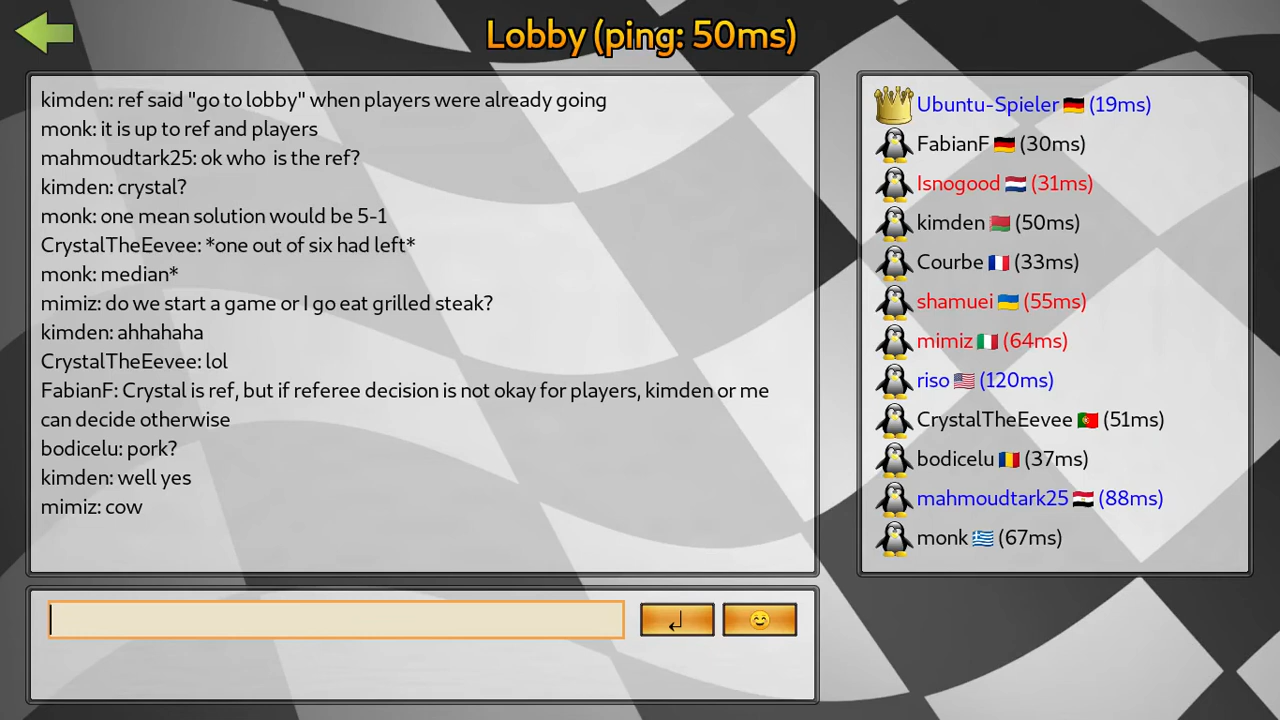 Lobby (ping: 50ms)
kimden: ref said "go to lobby" when players were already going
monk: it is up to ref and players
mahmoudtark25: ok who  is the ref?
kimden: crystal?
monk: one mean solution would be 5-1
CrystalTheEevee: *one out of six had left*
monk: median*
mimiz: do we start a game or I go eat grilled steak?
kimden: ahhahaha
CrystalTheEevee: lol
FabianF: Crystal is ref, but if referee decision is not okay for players, kimden or me
can decide otherwise
bodicelu: pork?
kimden: well yes
mimiz: cow
Ubuntu-Spieler 🇩🇪 (19ms)
FabianF 🇩🇪 (30ms)
Isnogood 🇳🇱 (31ms)
kimden 🇧🇾 (50ms)
Courbe 🇫🇷 (33ms)
shamuei 🇺🇦 (55ms)
mimiz 🇮🇹 (64ms)
riso 🇺🇸 (120ms)
CrystalTheEevee 🇵🇹 (51ms)
bodicelu 🇷🇴 (37ms)
mahmoudtark25 🇪🇬 (88ms)
monk 🇬🇷 (67ms)